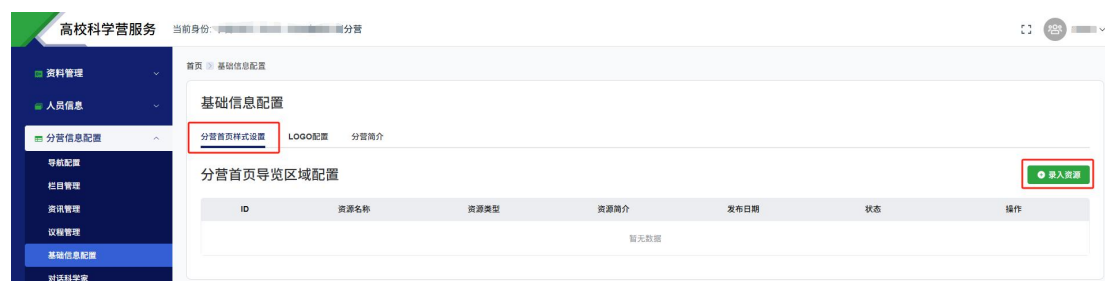 高校科学营服务 当前身份: 分营
首页 基础信息配置
资料管理
人员信息
分营信息配置
导航配置
栏目管理
资讯管理
议程管理
基础信息配置
对话科学家
基础信息配置
分营首页样式设置 LOGO配置 分营简介
分营首页导览区域配置 录入资源
ID 资源名称 资源类型 资源简介 发布日期 状态 操作
暂无数据